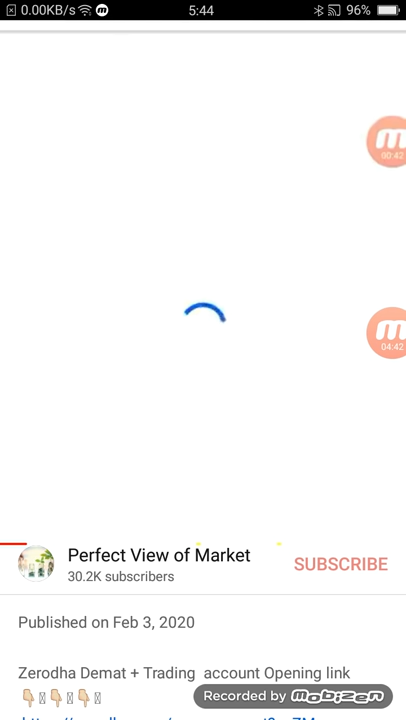 0.00KB/s 5:44 96%
00:42
04:42
Perfect View of Market
30.2K subscribers
SUBSCRIBE
Published on Feb 3, 2020
Zerodha Demat + Trading account Opening link
Recorded by mobizen